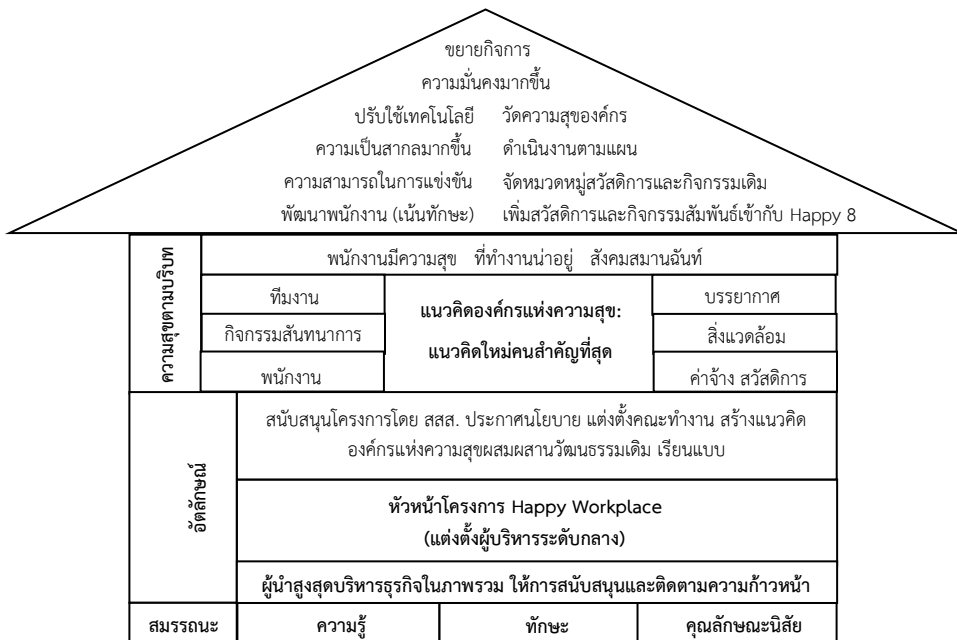 ขยายกิจการ
ความมั่นคงมากขึ้น
ปรับใช้เทคโนโลยี วัดความสุขององค์กร
ความเป็นสากลมากขึ้น ดำเนินงานตามแผน
ความสามารถในการแข่งขัน จัดหมวดหมู่สวัสดิการและกิจกรรมเดิม
พัฒนาพนักงาน (เน้นทักษะ) เพิ่มสวัสดิการและกิจกรรมสัมพันธ์เข้ากับ Happy 8
ความสุขตามบริบท
พนักงานมีความสุข ที่ทำงานน่าอยู่ สังคมสมานฉันท์
ทีมงาน
กิจกรรมสันทนาการ
พนักงาน
แนวคิดองค์กรแห่งความสุข:
แนวคิดใหม่คนสำคัญที่สุด
บรรยากาศ
สิ่งแวดล้อม
ค่าจ้าง สวัสดิการ
อัตลักษณ์
สนับสนุนโครงการโดย สสส. ประกาศนโยบาย แต่งตั้งคณะทำงาน สร้างแนวคิด
องค์กรแห่งความสุขผสมผสานวัฒนธรรมเดิม เรียนแบบ
หัวหน้าโครงการ Happy Workplace
(แต่งตั้งผู้บริหารระดับกลาง)
ผู้นำสูงสุดบริหารธุรกิจในภาพรวม ให้การสนับสนุนและติดตามความก้าวหน้า
สมรรถนะ ความรู้ ทักษะ คุณลักษณะนิสัย